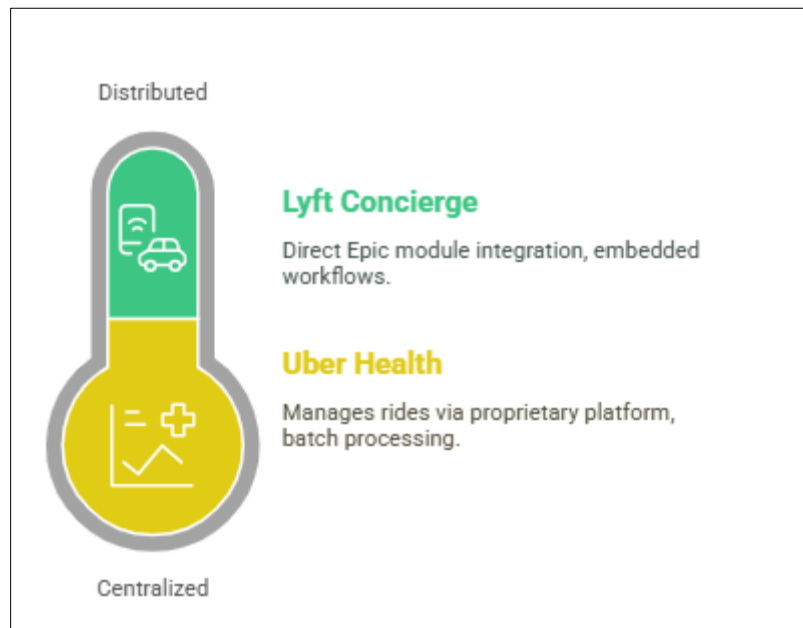 Distributed
Lyft Concierge
Direct Epic module integration, embedded
workflows.
Uber Health
Manages rides via proprietary platform,
batch processing.
Centralized